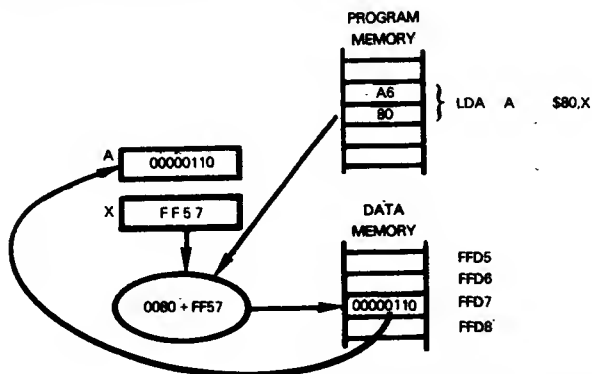 PROGRAM
MEMORY
A6
80
LDA A $80,X
A
00000110
X
FF57
DATA
MEMORY
FFD5
FFD6
0080 + FF57
00000110
FFD7
FFD8